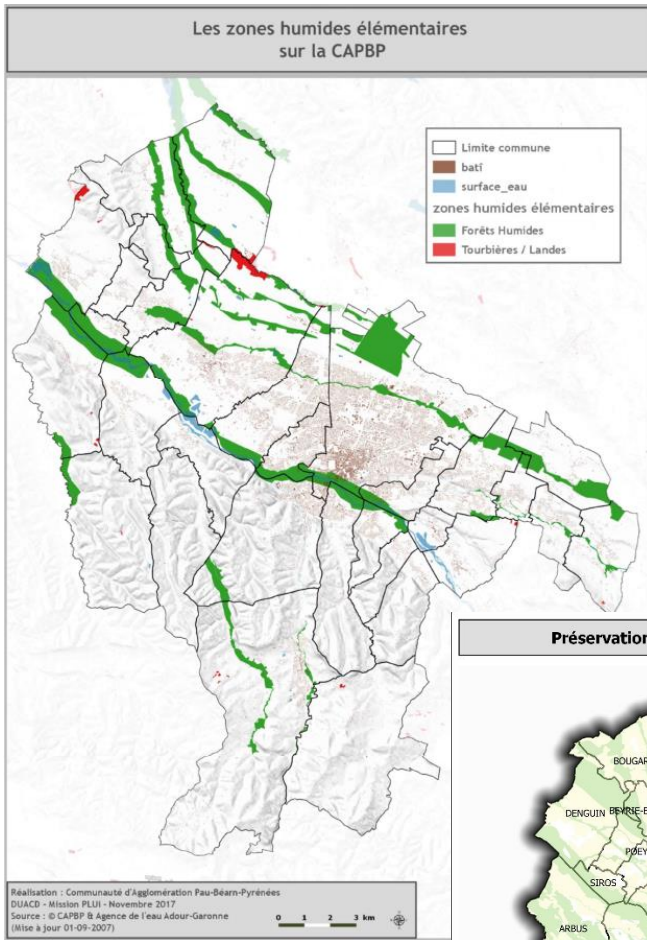 Les zones humides élémentaires
sur la CAPBP
Limite commune
batî
surface_eau
zones humides élémentaires
Forêts Humides
Tourbières / Landes
Réalisation : Communauté d'Agglomération Pau-Béarn-Pyrénées
DUACD - Mission PLUI - Novembre 2017
Source : © CAPBP & Agence de l'eau Adour-Garonne
(Mise à jour 01-09-2007)
0 1 2 3 km
Préservation
BOUGAR
DENGUIN
BEYRIE-E
POEY
SIROS
ARBUS